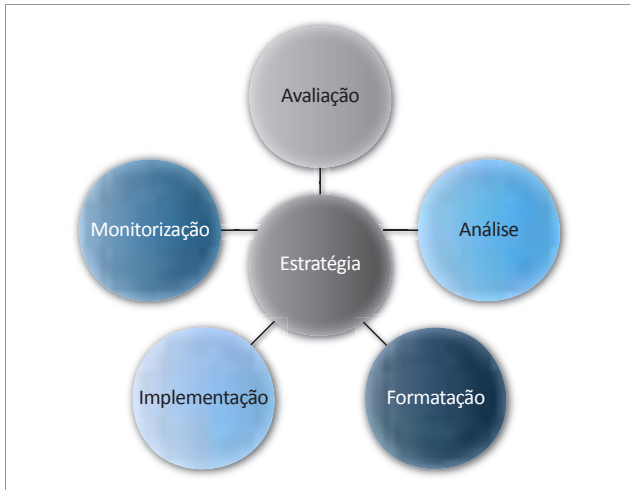 Avaliação
Monitorização
Análise
Estratégia
Implementação
Formatação